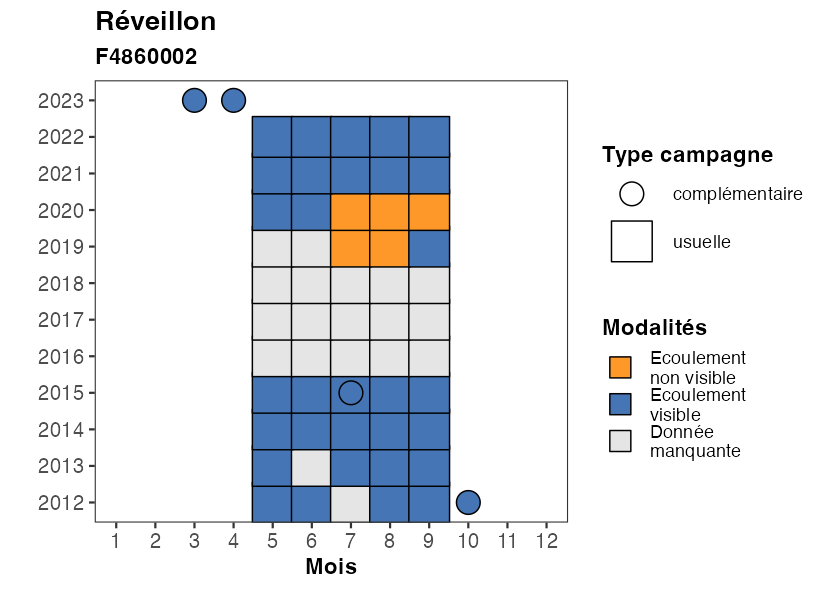 Réveillon
F4860002
2023
2022
2021
2020
2019
2018
2017
2016
2015
2014
2013
2012
1 2 3 4 5 6 7 8 9 10 11 12
Mois
Type campagne
complémentaire
usuelle
Modalités
Ecoulement
non visible
Ecoulement
visible
Donnée
manquante